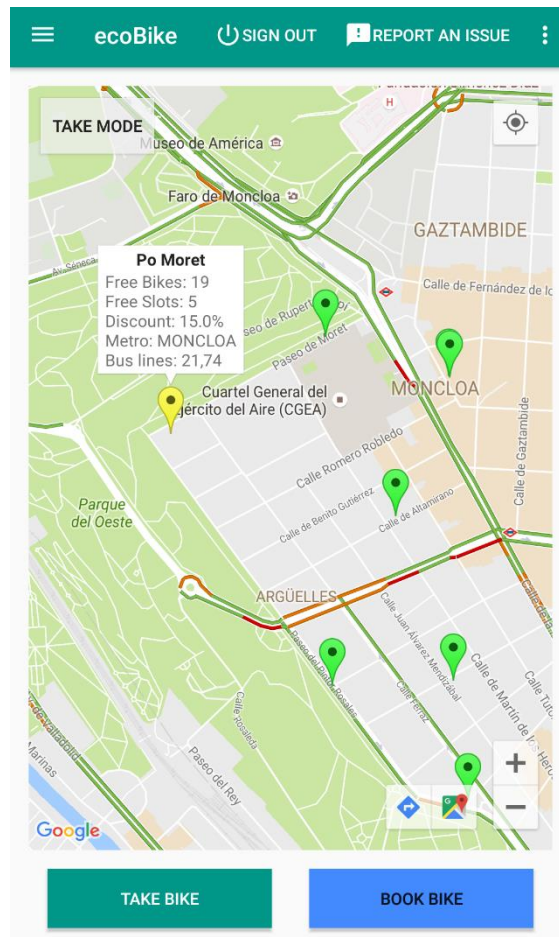 ecoBike
SIGN OUT
REPORT AN ISSUE
TAKE MODE
H
Museo de América
Faro de Moncloa
GAZTAMBIDE
Av. Séneca
Po Moret
Free Bikes: 19
Free Slots: 5
Discount: 15.0%
Metro: MONCLOA
Bus lines: 21,74
Calle de Fernández de
Paseo de Moret
MONCLOA
Cuartel General del
Ejército del Aire (CGEA)
Calle de Gaztambide
Calle Romero Robledo
Calle de Benito Gutiérrez
Calle de Altamirano
Parque
del Oeste
ARGÜELLES
Calle Juan Álvarez Mendizábal
Paseo del Pintor Rosales
Calle Ferraz
Calle de Martín de los
Calle
Rosaleda
Paseo del Rey
Marinas
+
−
Google
TAKE BIKE
BOOK BIKE